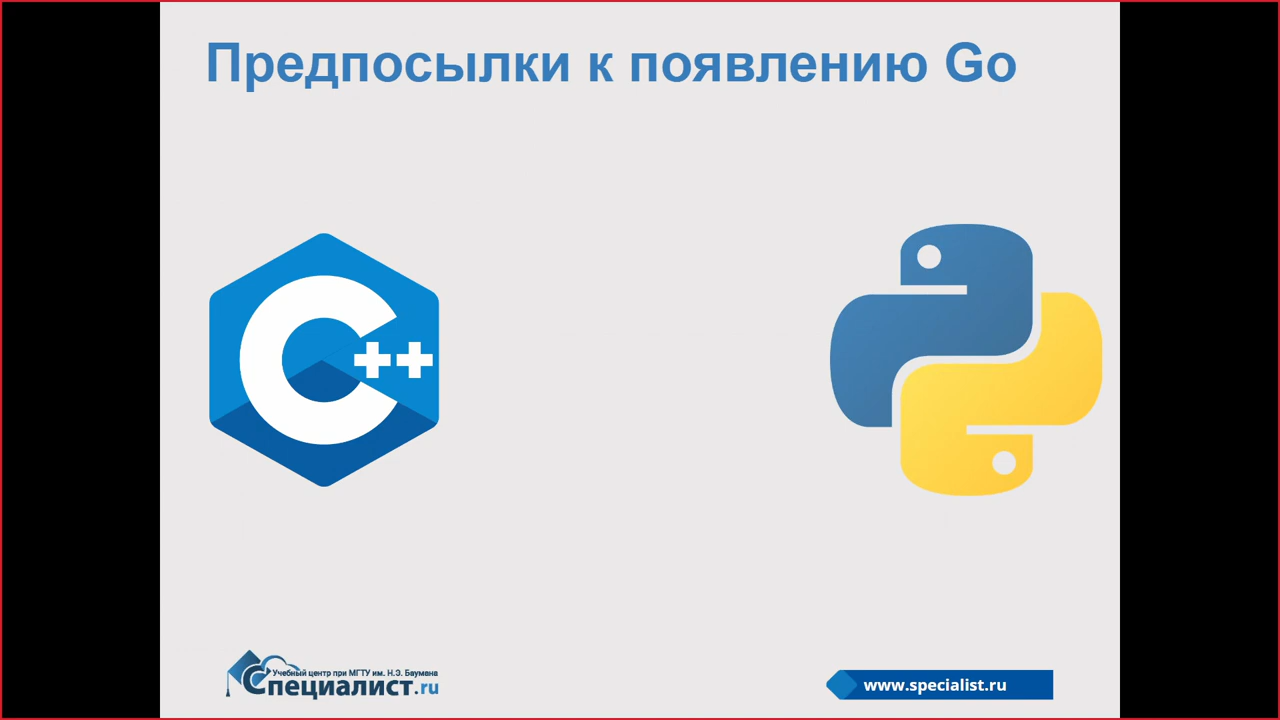 Предпосылки к появлению Go
C++
Учебный центр при МГТУ им. Н.Э. Баумана
Специалист.ru
www.specialist.ru